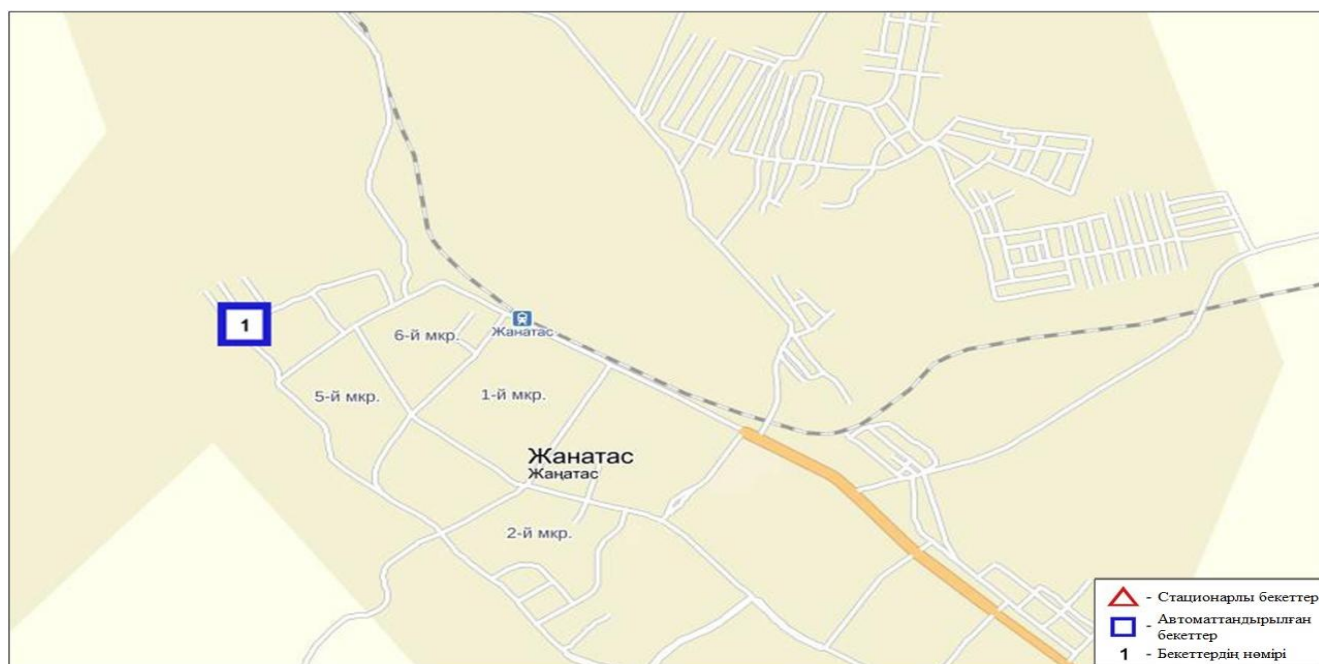 1
6-й мкр.
Жанатас
5-й мкр.
1-й мкр.
Жанатас
Жаңатас
2-й мкр.
- Стационарлы бекеттер
- Автоматтандырылған
бекеттер
1 - Бекеттердің нөмірі